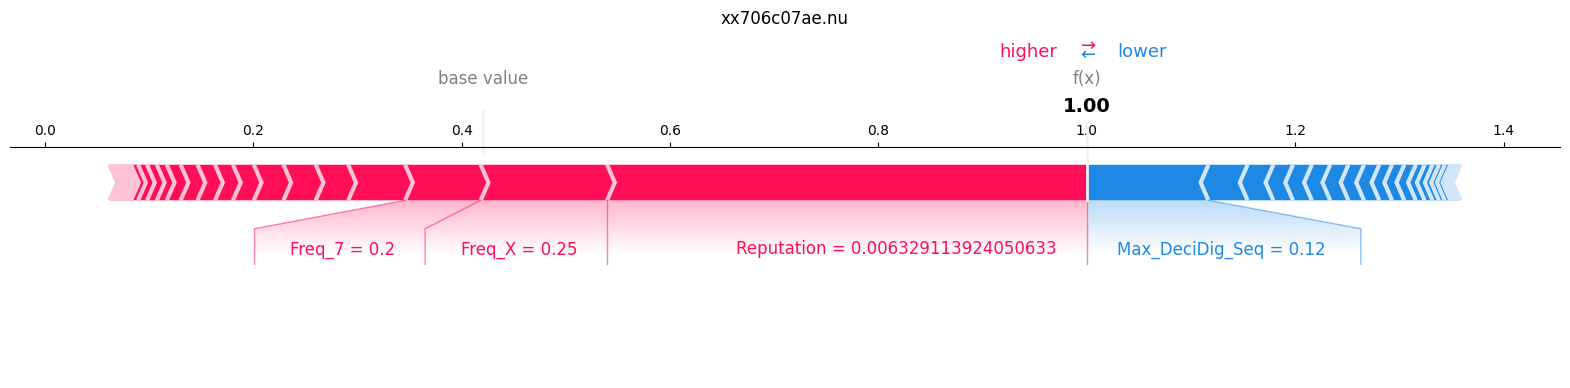 xx706c07ae.nu
higher ⇄ lower
base value f(x)
1.00
0.0 0.2 0.4 0.6 0.8 1.0 1.2 1.4
Freq_7 = 0.2 Freq_X = 0.25 Reputation = 0.006329113924050633 Max_DeciDig_Seq = 0.12